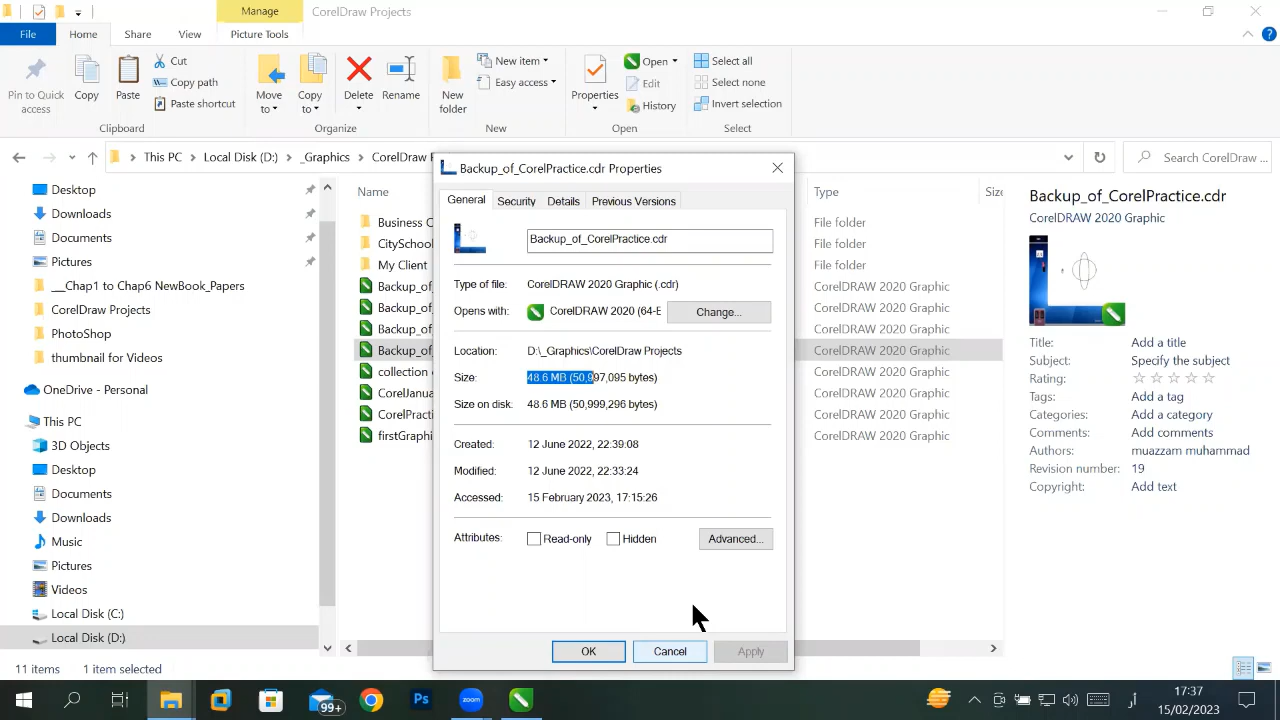 Manage
CorelDraw Projects
File
Home
Share
View
Picture Tools
Pin to Quick
access
Copy
Paste
Cut
Copy path
Paste shortcut
Move
to
Copy
to
Delete
Rename
New
folder
New item
Easy access
Properties
Open
Edit
History
Select all
Select none
Invert selection
Clipboard
Organize
New
Open
Select
This PC
Local Disk (D:)
_Graphics
CorelDraw
Search CorelDraw ...
Desktop
Downloads
Documents
Pictures
___Chap1 to Chap6 NewBook_Papers
CorelDraw Projects
PhotoShop
thumbnail for Videos
OneDrive - Personal
This PC
3D Objects
Desktop
Documents
Downloads
Music
Pictures
Videos
Local Disk (C:)
Local Disk (D:)
Name
Business C
CitySchool
My Client
Backup_of_
Backup_of_
Backup_of_
Backup_of_
collection
CorelJanua
CorelPracti
firstGraphi
Backup_of_CorelPractice.cdr Properties
General
Security
Details
Previous Versions
Backup_of_CorelPractice.cdr
Type of file: CorelDRAW 2020 Graphic (.cdr)
Opens with: CorelDRAW 2020 (64-E
Change...
Location: D:\_Graphics\CorelDraw Projects
Size: 48.6 MB (50,997,095 bytes)
Size on disk: 48.6 MB (50,999,296 bytes)
Created: 12 June 2022, 22:39:08
Modified: 12 June 2022, 22:33:24
Accessed: 15 February 2023, 17:15:26
Attributes: Read-only Hidden
Advanced...
OK
Cancel
Apply
Type
File folder
File folder
File folder
CorelDRAW 2020 Graphic
CorelDRAW 2020 Graphic
CorelDRAW 2020 Graphic
CorelDRAW 2020 Graphic
CorelDRAW 2020 Graphic
CorelDRAW 2020 Graphic
CorelDRAW 2020 Graphic
CorelDRAW 2020 Graphic
Backup_of_CorelPractice.cdr
CorelDRAW 2020 Graphic
Title: Add a title
Subject: Specify the subject
Rating:
Tags: Add a tag
Categories: Add a category
Comments: Add comments
Authors: muazzam muhammad
Revision number: 19
Copyright: Add text
11 items
1 item selected
99+
Ps
zoom
17:37
15/02/2023